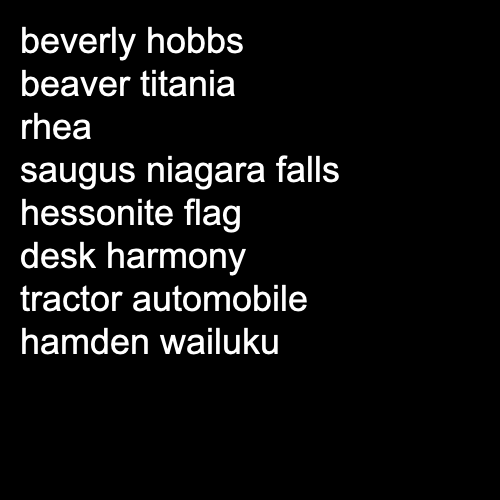 beverly hobbs
beaver titania
rhea
saugus niagara falls
hessonite flag
desk harmony
tractor automobile
hamden wailuku